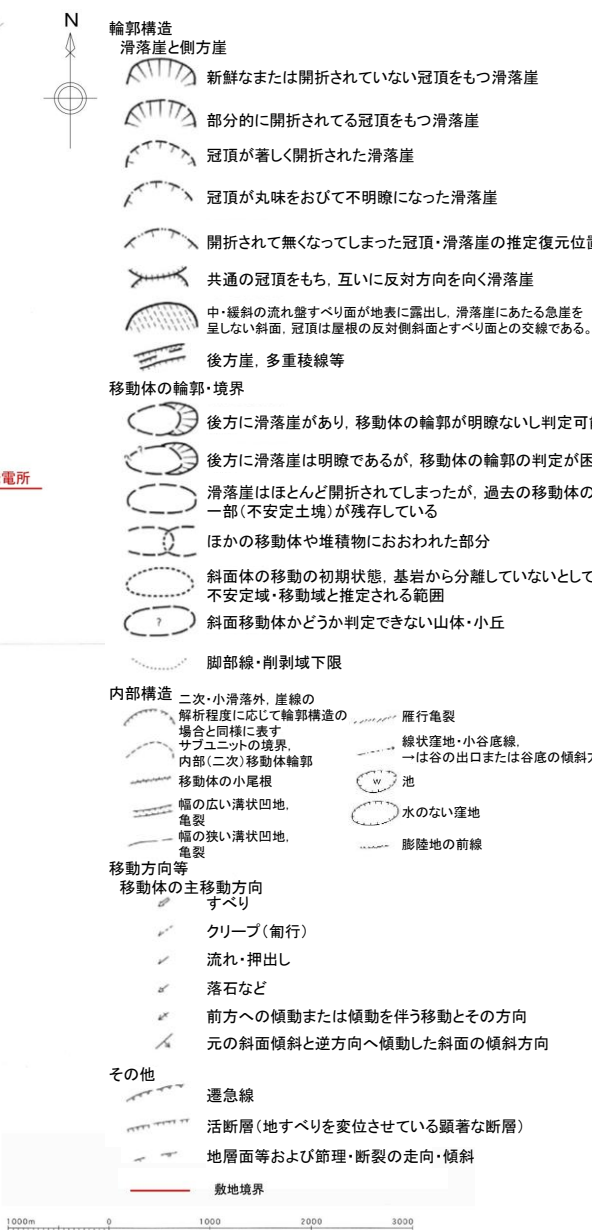 N
輪郭構造
滑落崖と側方崖
新鮮なまたは開折されていない冠頂をもつ滑落崖
部分的に開折されてる冠頂をもつ滑落崖
冠頂が著しく開折された滑落崖
冠頂が丸味をおびて不明瞭になった滑落崖
開折されて無くなってしまった冠頂・滑落崖の推定復元位置
共通の冠頂をもち，互いに反対方向を向く滑落崖
中・緩斜の流れ盤すべり面が地表に露出し，滑落崖にあたる急崖を
呈しない斜面，冠頂は屋根の反対側斜面とすべり面との交線である。
後方崖，多重稜線等
移動体の輪郭・境界
後方に滑落崖があり，移動体の輪郭が明瞭ないし判定可能
後方に滑落崖は明瞭であるが，移動体の輪郭の判定が困
電所
滑落崖はほとんど開折されてしまったが，過去の移動体の
一部（不安定土塊）が残存している
ほかの移動体や堆積物におおわれた部分
斜面体の移動の初期状態，基岩から分離していないとして
不安定域・移動域と推定される範囲
?
斜面移動体かどうか判定できない山体・小丘
脚部線・削剥域下限
内部構造
二次・小滑落外，崖線の
解析程度に応じて輪郭構造の
場合と同様に表す
サブユニットの境界，
内部（二次）移動体輪郭
移動体の小尾根
幅の広い溝状凹地，
亀裂
幅の狭い溝状凹地，
亀裂
雁行亀裂
線状窪地・小谷底線，
→は谷の出口または谷底の傾斜方
W
池
水のない窪地
膨陸地の前線
移動方向等
移動体の主移動方向
すべり
クリープ（匍行）
流れ・押出し
落石など
前方への傾動または傾動を伴う移動とその方向
元の斜面傾斜と逆方向へ傾動した斜面の傾斜方向
その他
遷急線
活断層（地すべりを変位させている顕著な断層）
地層面等および節理・断裂の走向・傾斜
敷地境界
1000m 0 1000 2000 3000